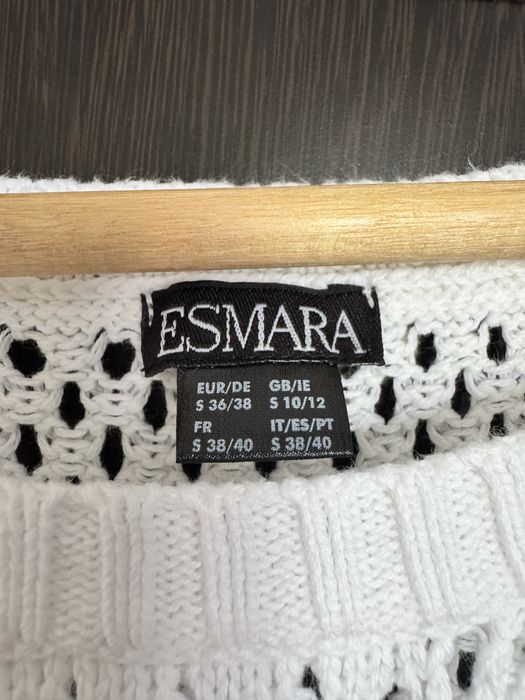 ESMARA
EUR/DE GB/IE
S 36/38 S 10/12
FR IT/ES/PT
S 38/40 S 38/40